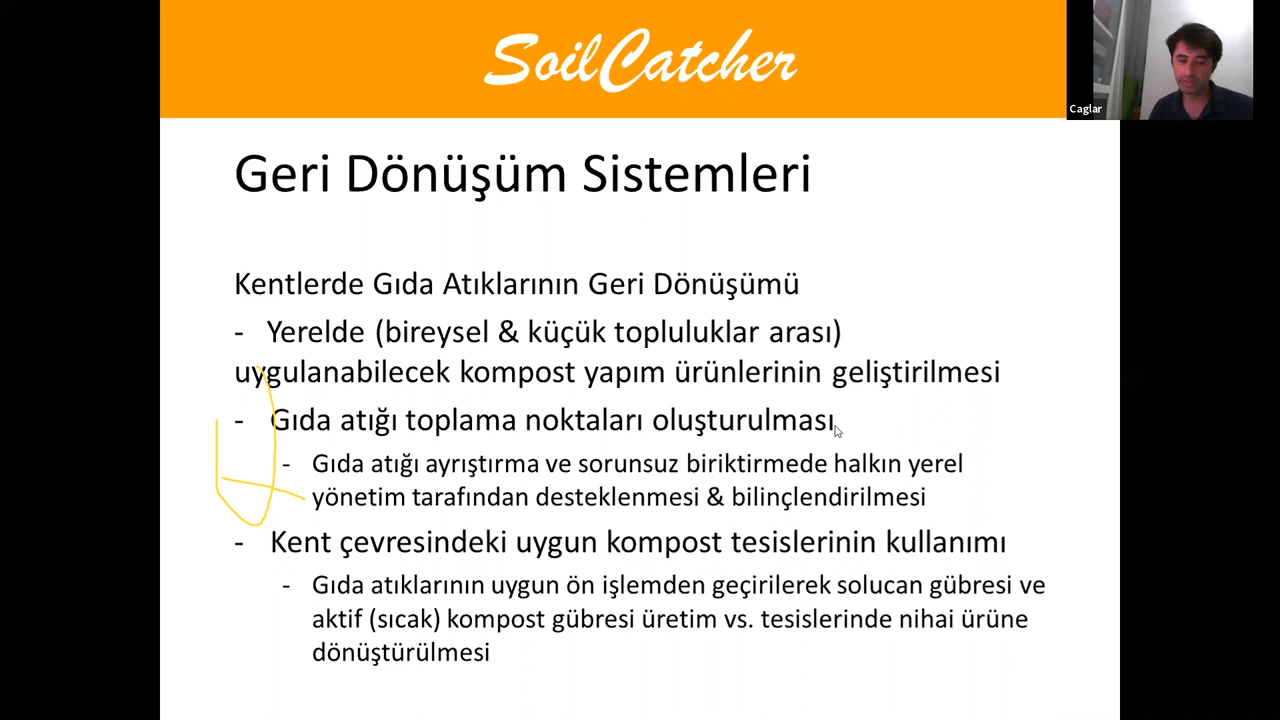 SoilCatcher
Caglar
Geri Dönüşüm Sistemleri
Kentlerde Gıda Atıklarının Geri Dönüşümü
- Yerelde (bireysel & küçük topluluklar arası)
uygulanabilecek kompost yapım ürünlerinin geliştirilmesi
- Gıda atığı toplama noktaları oluşturulması
- Gıda atığı ayrıştırma ve sorunsuz biriktirmede halkın yerel
yönetim tarafından desteklenmesi & bilinçlendirilmesi
- Kent çevresindeki uygun kompost tesislerinin kullanımı
- Gıda atıklarının uygun ön işlemden geçirilerek solucan gübresi ve
aktif (sıcak) kompost gübresi üretim vs. tesislerinde nihai ürüne
dönüştürülmesi